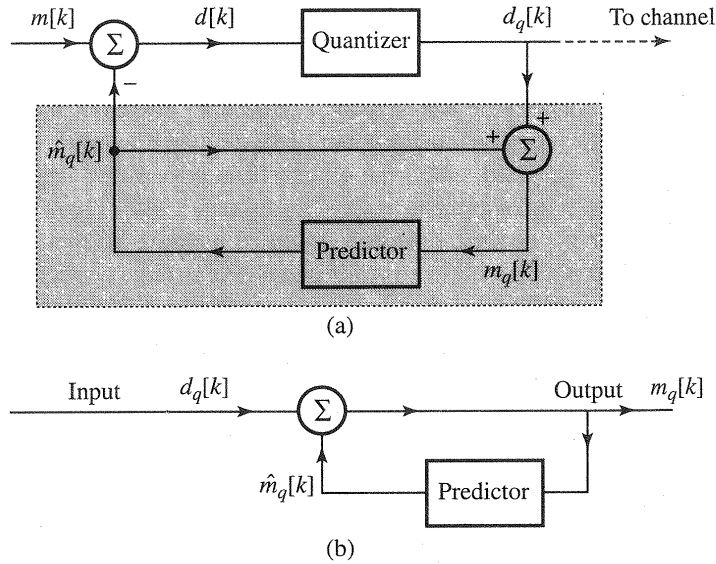 m[k]
d[k]
d_q[k]
To channel
Σ
Quantizer
−
+
m̂_q[k]
+
Σ
Predictor
m_q[k]
(a)
Input
d_q[k]
Σ
Output
m_q[k]
m̂_q[k]
Predictor
(b)